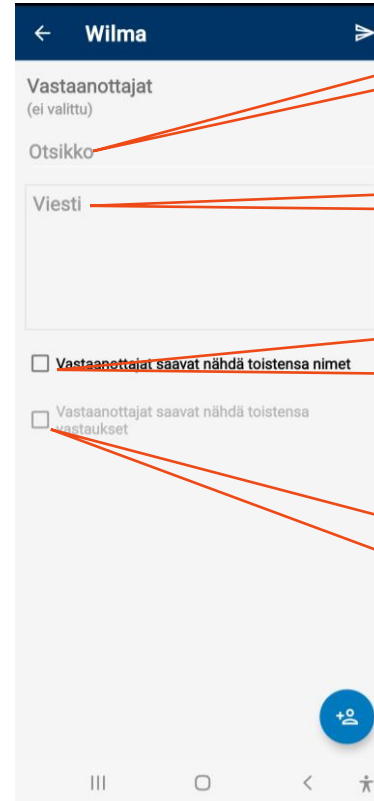 Wilma
Vastaanottajat
(ei valittu)
Otsikko
Viesti
Vastaanottajat saavat nähdä toistensa nimet
Vastaanottajat saavat nähdä toistensa
vastaukset